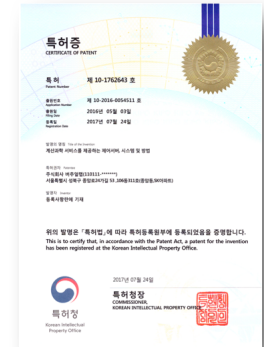 특허증
CERTIFICATE OF PATENT
특 허 제 10-1762643 호
Patent Number
출원번호 제 10-2016-0054511 호
Application Number
출원일 2016년 05월 03일
Filing Date
등록일 2017년 07월 24일
Registration Date
발명의 명칭 Title of the Invention
계산과학 서비스를 제공하는 제어서버, 시스템 및 방법
특허권자 Patentee
주식회사 버추얼랩(110111-*******)
서울특별시 성북구 종암로24가길 53, 106동311호(종암동,SK아파트)
발명자 Inventor
등록사항란에 기재
위의 발명은 「특허법」에 따라 특허등록원부에 등록되었음을 증명합니다.
This is to certify that, in accordance with the Patent Act, a patent for the invention
has been registered at the Korean Intellectual Property Office.
2017년 07월 24일
특허청
Korean Intellectual
Property Office
특허청장
COMMISSIONER,
KOREAN INTELLECTUAL PROPERTY OFFICE